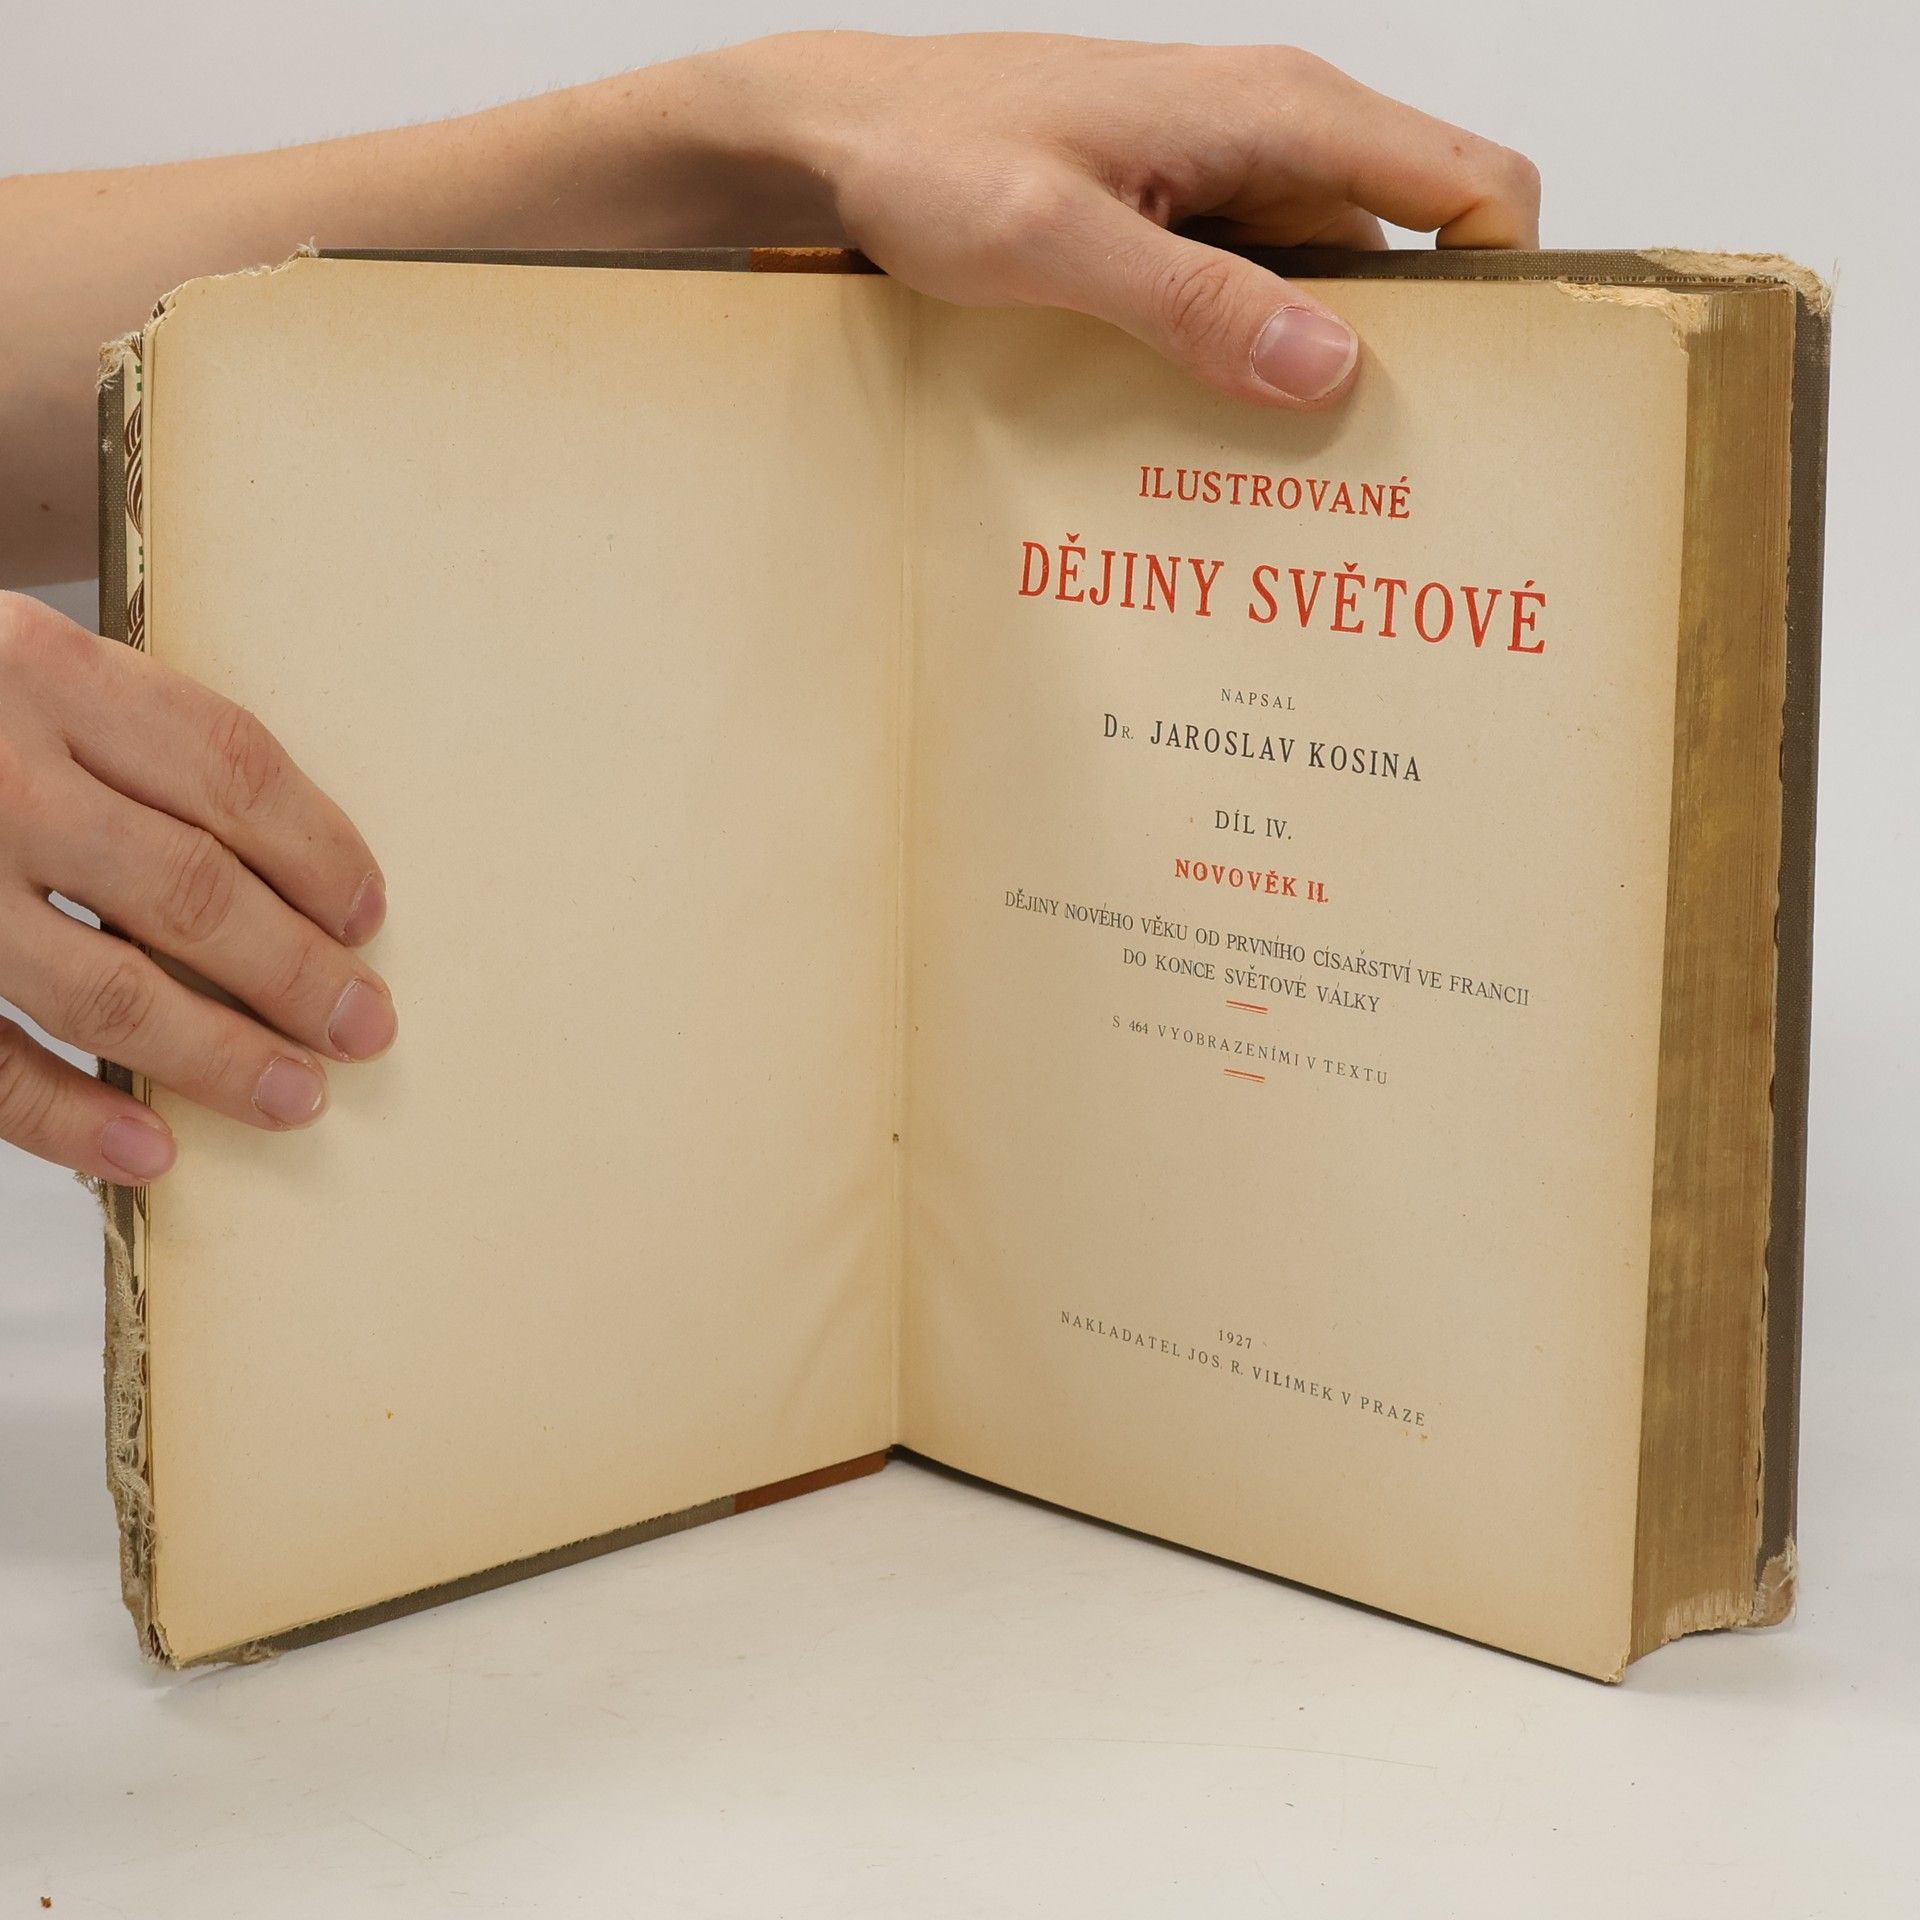 ILUSTROVANÉ
DĚJINY SVĚTOVÉ
NAPSAL
DR. JAROSLAV KOSINA
DÍL IV.
NOVOVĚK II.
DĚJINY NOVÉHO VĚKU OD PRVNÍHO CÍSAŘSTVÍ VE FRANCII
DO KONCE SVĚTOVÉ VÁLKY
S 464 VYOBRAZENÍMI V TEXTU
1927
NAKLADATEL JOS. R. VILÍMEK V PRAZE